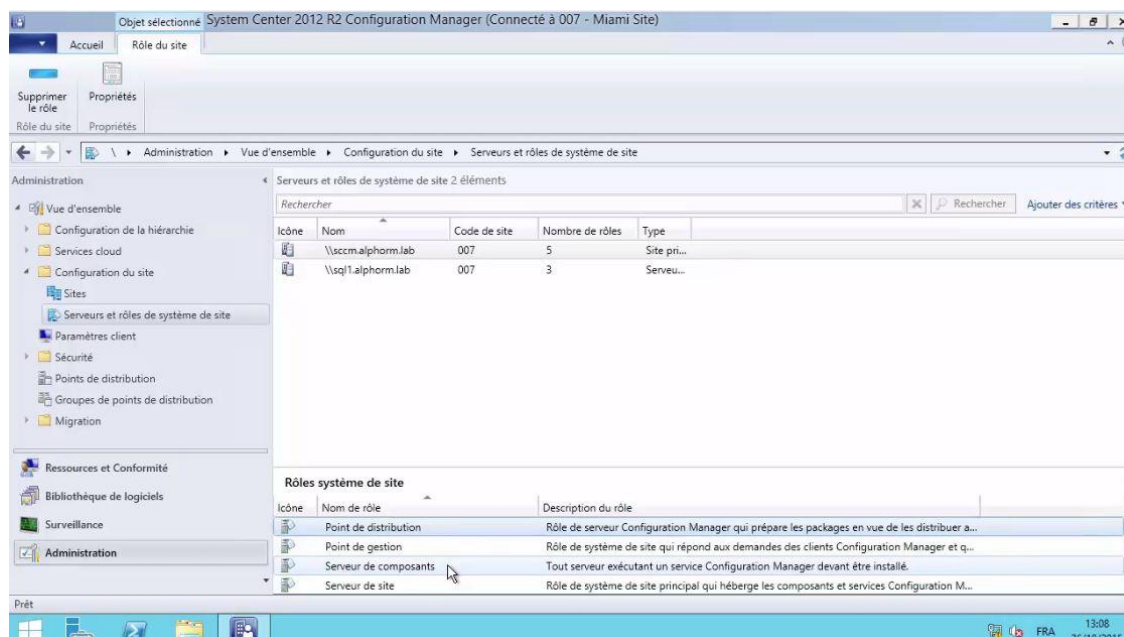 Objet sélectionné System Center 2012 R2 Configuration Manager (Connecté à 007 - Miami Site)
Accueil Rôle du site
Supprimer le rôle
Propriétés
Rôle du site Propriétés
\ Administration Vue d'ensemble Configuration du site Serveurs et rôles de système de site
Administration
Vue d'ensemble
Configuration de la hiérarchie
Services cloud
Configuration du site
Sites
Serveurs et rôles de système de site
Paramètres client
Sécurité
Points de distribution
Groupes de points de distribution
Migration
Ressources et Conformité
Bibliothèque de logiciels
Surveillance
Administration
Serveurs et rôles de système de site 2 éléments
Rechercher Rechercher Ajouter des critères
Icône Nom Code de site Nombre de rôles Type
\\sccm.alphorm.lab 007 5 Site pri...
\\sql1.alphorm.lab 007 3 Serveu...
Rôles système de site
Icône Nom de rôle Description du rôle
Point de distribution Rôle de serveur Configuration Manager qui prépare les packages en vue de les distribuer a...
Point de gestion Rôle de système de site qui répond aux demandes des clients Configuration Manager et q...
Serveur de composants Tout serveur exécutant un service Configuration Manager devant être installé.
Serveur de site Rôle de système de site principal qui héberge les composants et services Configuration M...
Prêt
FRA 13:08